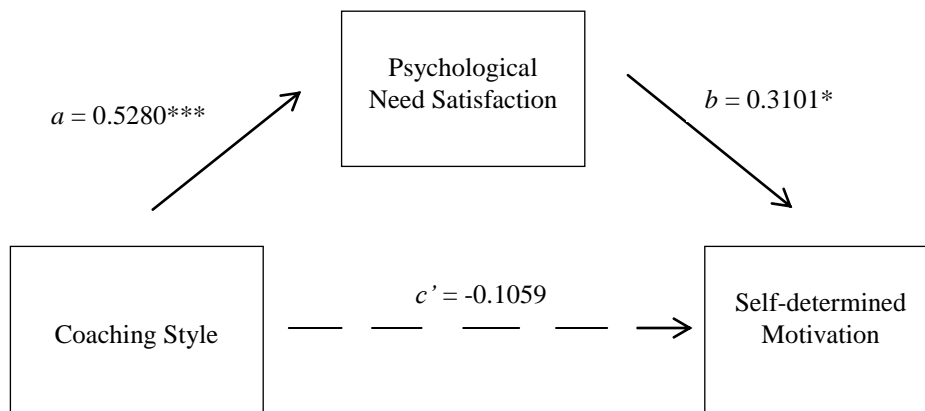 Psychological
Need Satisfaction
a = 0.5280***
b = 0.3101*
c’ = -0.1059
Coaching Style
Self-determined
Motivation